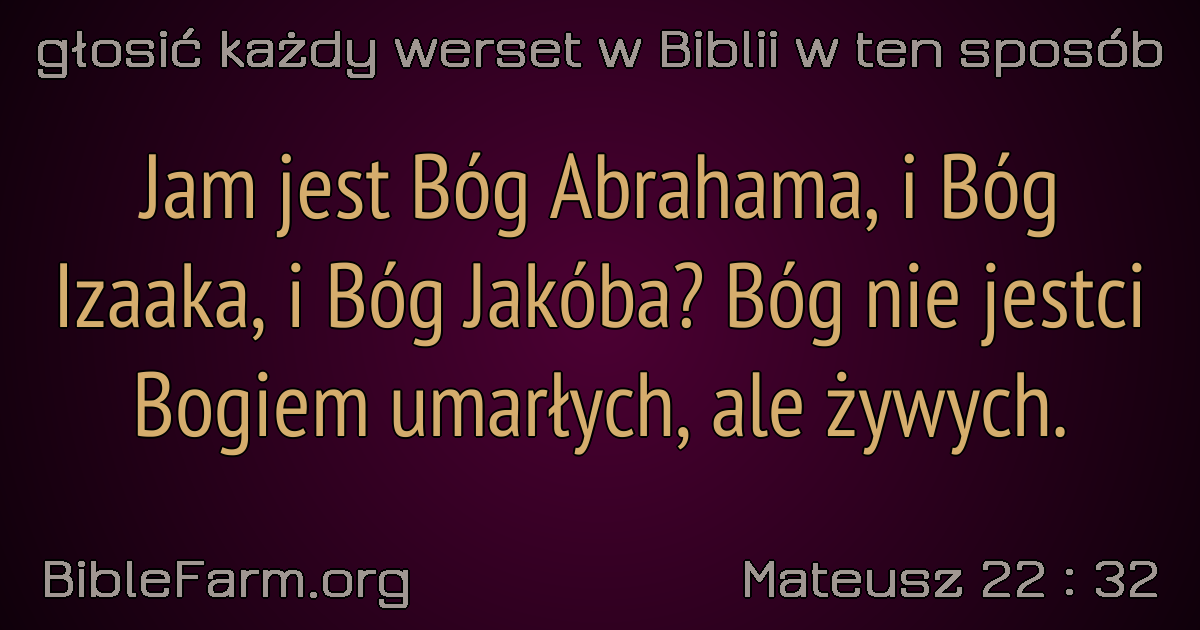 głosić każdy werset w Biblii w ten sposób
Jam jest Bóg Abrahama, i Bóg
Izaaka, i Bóg Jakóba? Bóg nie jestci
Bogiem umarłych, ale żywych.
BibleFarm.org
Mateusz 22 : 32